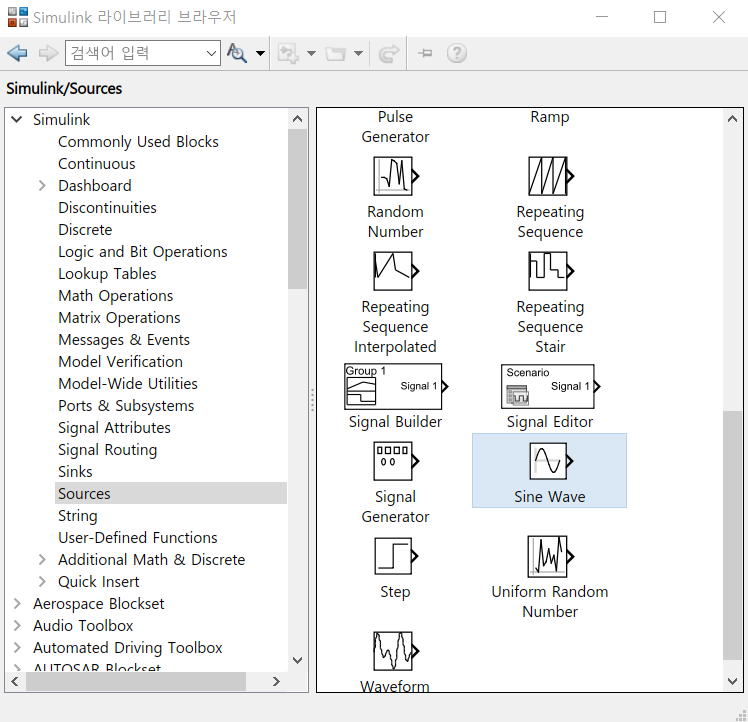 Simulink 라이브러리 브라우저
검색어 입력
Simulink/Sources
Simulink
Commonly Used Blocks
Continuous
Dashboard
Discontinuities
Discrete
Logic and Bit Operations
Lookup Tables
Math Operations
Matrix Operations
Messages & Events
Model Verification
Model-Wide Utilities
Ports & Subsystems
Signal Attributes
Signal Routing
Sinks
Sources
String
User-Defined Functions
Additional Math & Discrete
Quick Insert
Aerospace Blockset
Audio Toolbox
Automated Driving Toolbox
AUTOSAR Blockset
Pulse
Generator
Ramp
Random
Number
Repeating
Sequence
Repeating
Sequence
Interpolated
Repeating
Sequence
Stair
Group 1
Signal 1
Signal Builder
Scenario
Signal 1
Signal Editor
Signal
Generator
Sine Wave
Step
Uniform Random
Number
Waveform